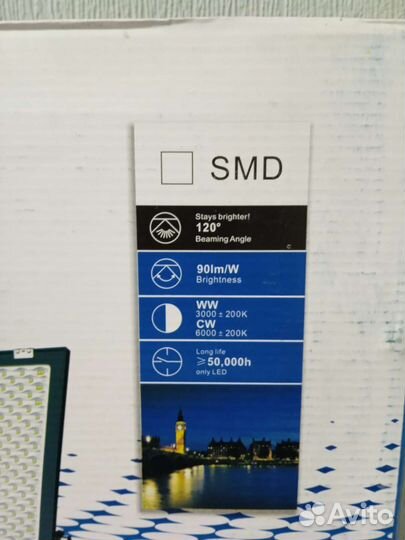 SMD
Stays brighter!
120°
Beaming Angle
90lm/W
Brightness
WW
3000 ± 200K
CW
6000 ± 200K
Long life
≥50,000h
only LED
Avito